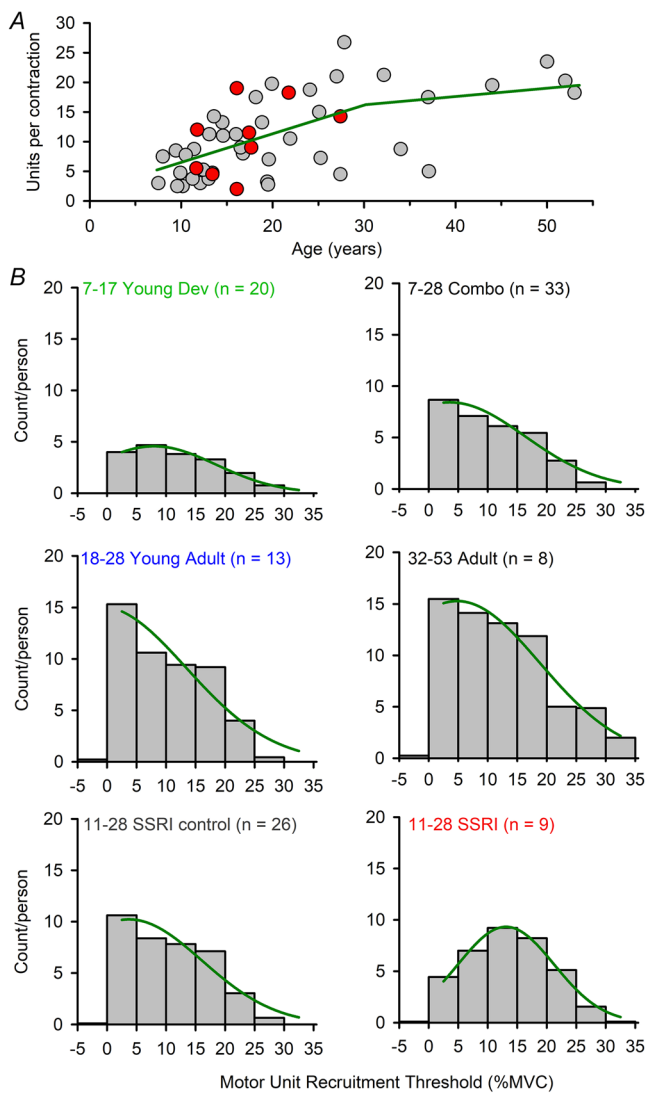 A
Units per contraction
30
25
20
15
10
5
0
0 10 20 30 40 50
Age (years)
B
7-17 Young Dev (n = 20)
Count/person
20
15
10
5
0
-5 0 5 10 15 20 25 30 35
7-28 Combo (n = 33)
20
15
10
5
0
-5 0 5 10 15 20 25 30 35
18-28 Young Adult (n = 13)
Count/person
20
15
10
5
0
-5 0 5 10 15 20 25 30 35
32-53 Adult (n = 8)
20
15
10
5
0
-5 0 5 10 15 20 25 30 35
11-28 SSRI control (n = 26)
Count/person
20
15
10
5
0
-5 0 5 10 15 20 25 30 35
11-28 SSRI (n = 9)
20
15
10
5
0
-5 0 5 10 15 20 25 30 35
Motor Unit Recruitment Threshold (%MVC)